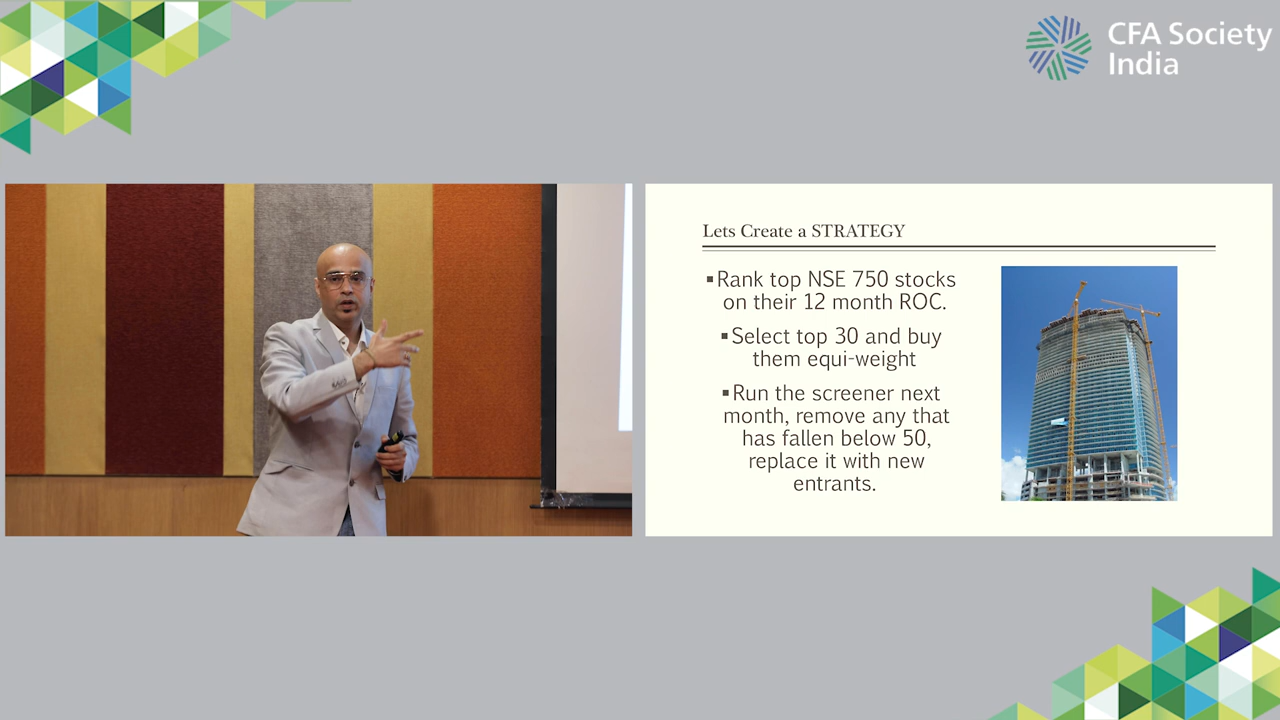 CFA Society
India
Lets Create a STRATEGY
▪Rank top NSE 750 stocks
on their 12 month ROC.
▪Select top 30 and buy
them equi-weight
▪Run the screener next
month, remove any that
has fallen below 50,
replace it with new
entrants.